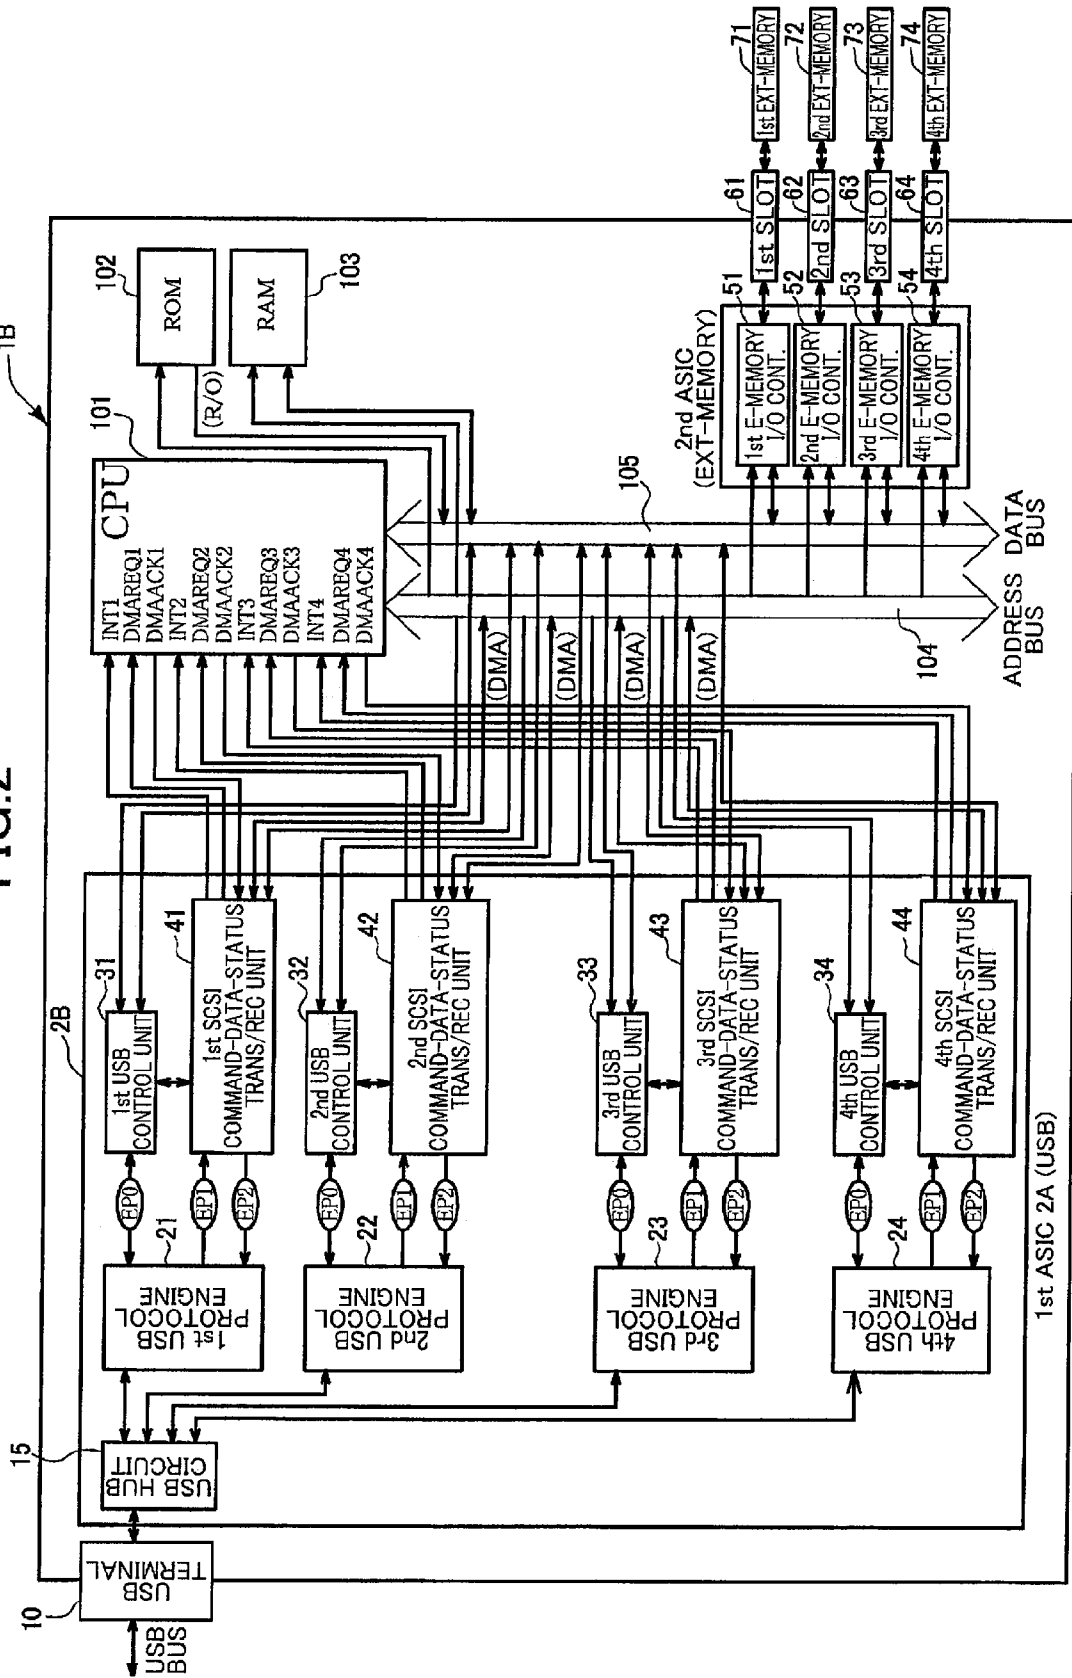 FIG.2
1B
USB
BUS
10
USB
TERMINAL
2B
15
USB HUB
CIRCUIT
1st USB
PROTOCOL
ENGINE
21
EP0
EP1
EP2
31
1st USB
CONTROL UNIT
41
1st SCSI
COMMAND-DATA-STATUS
TRANS/REC UNIT
2nd USB
PROTOCOL
ENGINE
22
EP0
EP1
EP2
32
2nd USB
CONTROL UNIT
42
2nd SCSI
COMMAND-DATA-STATUS
TRANS/REC UNIT
3rd USB
PROTOCOL
ENGINE
23
EP0
EP1
EP2
33
3rd USB
CONTROL UNIT
43
3rd SCSI
COMMAND-DATA-STATUS
TRANS/REC UNIT
4th USB
PROTOCOL
ENGINE
24
EP0
EP1
EP2
34
4th USB
CONTROL UNIT
44
4th SCSI
COMMAND-DATA-STATUS
TRANS/REC UNIT
1st ASIC 2A (USB)
101
CPU
INT1
DMAREQ1
DMAACK1
INT2
DMAREQ2
DMAACK2
INT3
DMAREQ3
DMAACK3
INT4
DMAREQ4
DMAACK4
102
ROM
(R/O)
RAM
103
(DMA)
(DMA)
(DMA)
(DMA)
104
ADDRESS
BUS
105
DATA
BUS
2nd ASIC
(EXT-MEMORY)
51
1st E-MEMORY
I/O CONT.
52
2nd E-MEMORY
I/O CONT.
53
3rd E-MEMORY
I/O CONT.
54
4th E-MEMORY
I/O CONT.
61
1st SLOT
62
2nd SLOT
63
3rd SLOT
64
4th SLOT
71
1st EXT-MEMORY
72
2nd EXT-MEMORY
73
3rd EXT-MEMORY
74
4th EXT-MEMORY